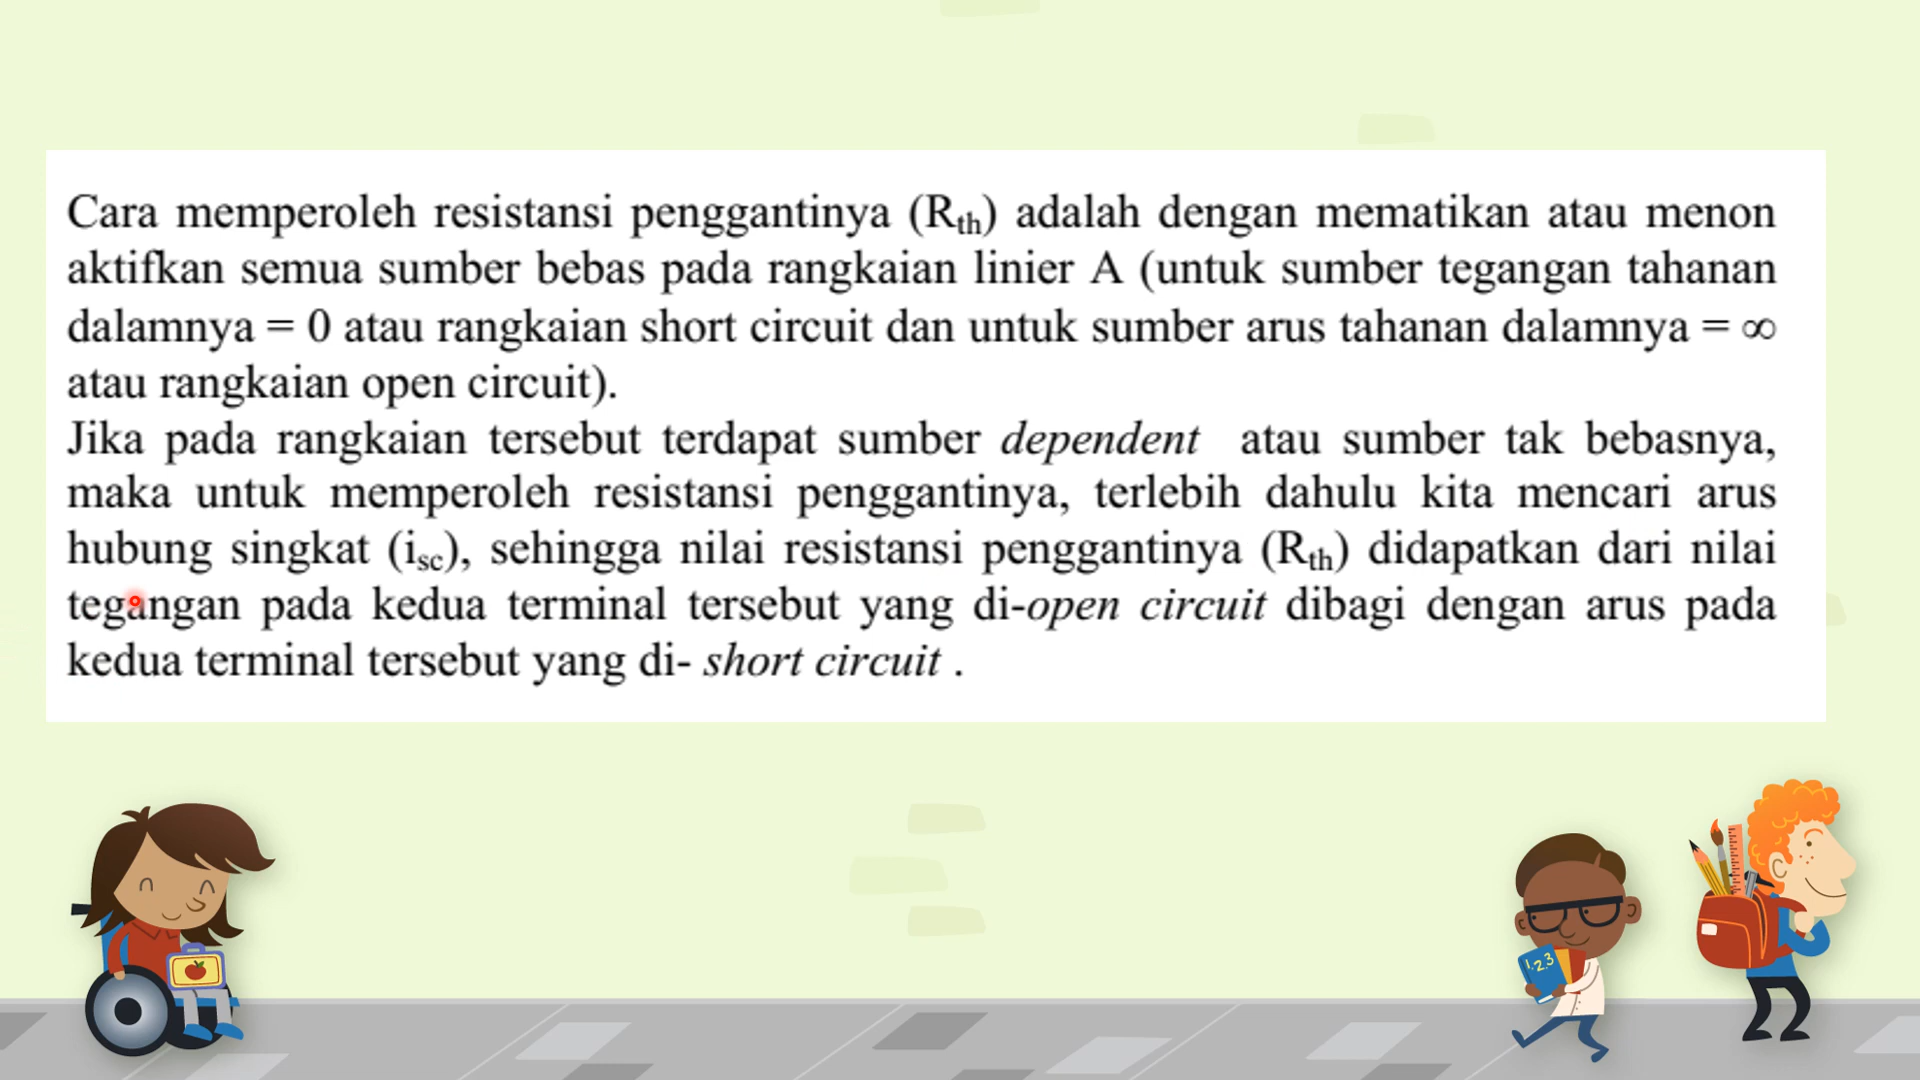 Cara memperoleh resistansi penggantinya (Rth) adalah dengan mematikan atau menon
aktifkan semua sumber bebas pada rangkaian linier A (untuk sumber tegangan tahanan
dalamnya = 0 atau rangkaian short circuit dan untuk sumber arus tahanan dalamnya = ∞
atau rangkaian open circuit).
Jika pada rangkaian tersebut terdapat sumber dependent atau sumber tak bebasnya,
maka untuk memperoleh resistansi penggantinya, terlebih dahulu kita mencari arus
hubung singkat (isc), sehingga nilai resistansi penggantinya (Rth) didapatkan dari nilai
tegangan pada kedua terminal tersebut yang di-open circuit dibagi dengan arus pada
kedua terminal tersebut yang di- short circuit .
1,2,3